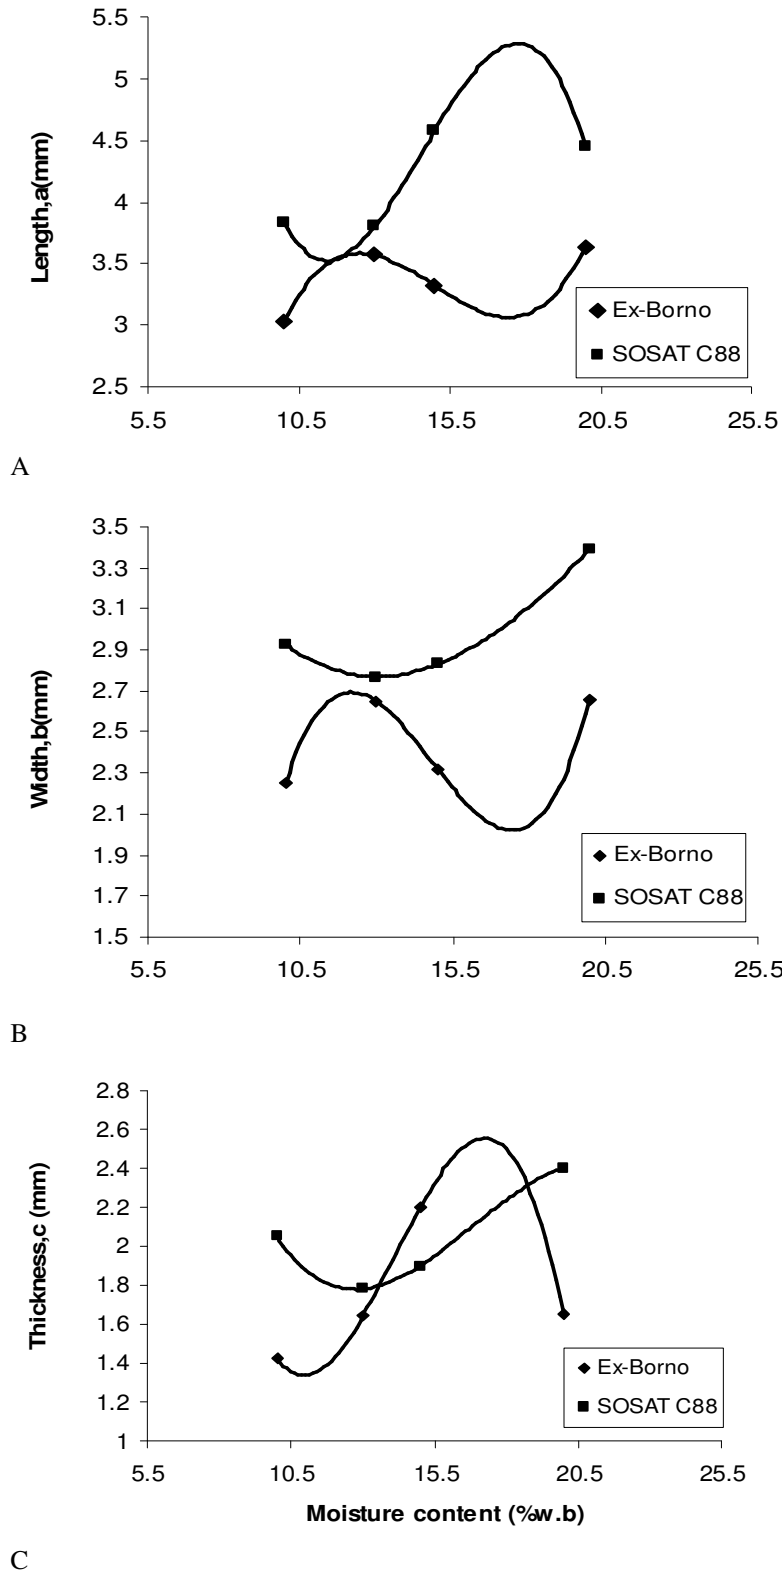 5.5
5
4.5
4
3.5
3
2.5
Length,a(mm)
Ex-Borno
SOSAT C88
5.5 10.5 15.5 20.5 25.5
A
3.5
3.3
3.1
2.9
2.7
2.5
2.3
2.1
1.9
1.7
1.5
Width,b(mm)
Ex-Borno
SOSAT C88
5.5 10.5 15.5 20.5 25.5
B
2.8
2.6
2.4
2.2
2
1.8
1.6
1.4
1.2
1
Thickness,c (mm)
Ex-Borno
SOSAT C88
5.5 10.5 15.5 20.5 25.5
Moisture content (%w.b)
C